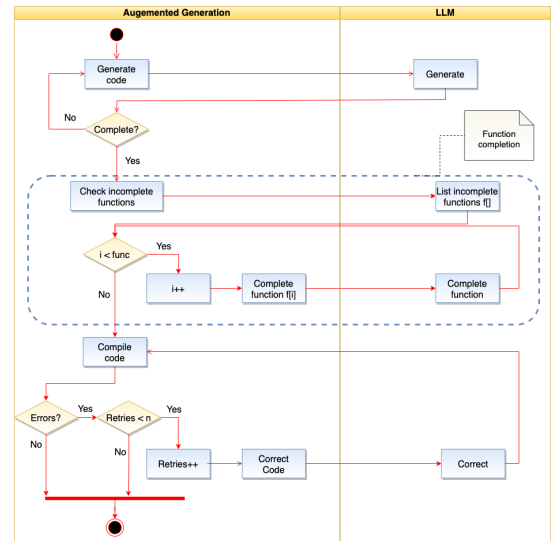 Augemented Generation
LLM
Generate
code
Generate
No
Complete?
Function
completion
Yes
Check incomplete
functions
List incomplete
functions f[]
i < func
Yes
No
i++
Complete
function f[i]
Complete
function
Compile
code
Errors?
Yes
Retries < n
Yes
No
No
Retries++
Correct
Code
Correct